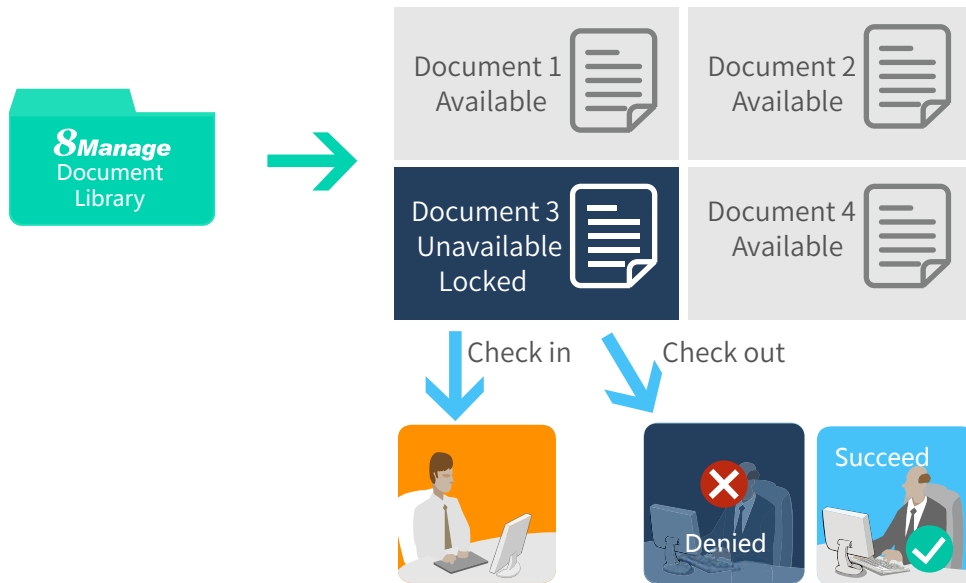 8Manage
Document
Library
Document 1
Available
Document 2
Available
Document 3
Unavailable
Locked
Document 4
Available
Check in
Check out
Denied
Succeed